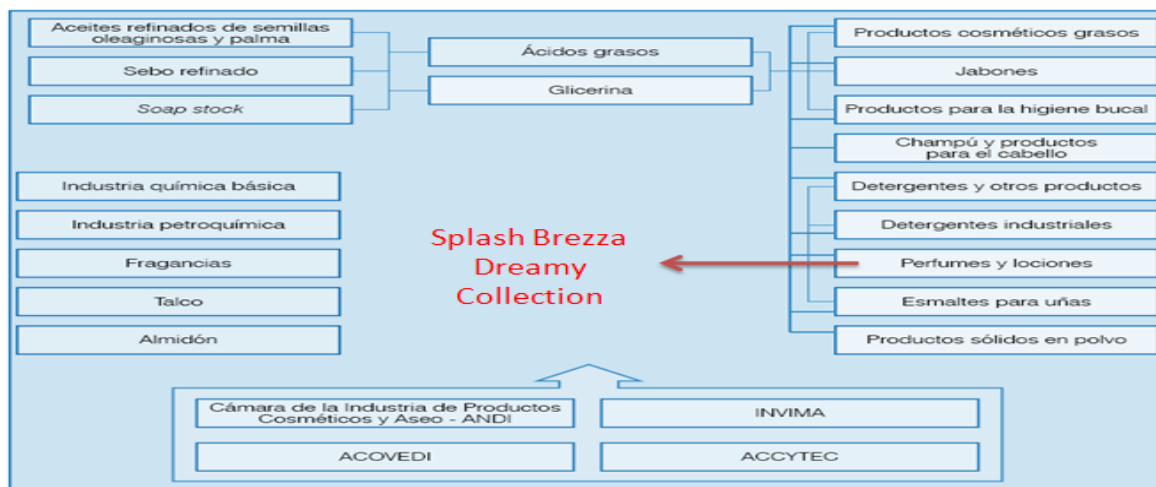 Aceites refinados de semillas
oleaginosas y palma
Sebo refinado
Soap stock
Ácidos grasos
Glicerina
Productos cosméticos grasos
Jabones
Productos para la higiene bucal
Champú y productos
para el cabello
Detergentes y otros productos
Detergentes industriales
Perfumes y lociones
Esmaltes para uñas
Productos sólidos en polvo
Industria química básica
Industria petroquímica
Fragancias
Talco
Almidón
Splash Brezza
Dreamy
Collection
Cámara de la Industria de Productos
Cosméticos y Aseo - ANDI
INVIMA
ACOVEDI
ACCYTEC